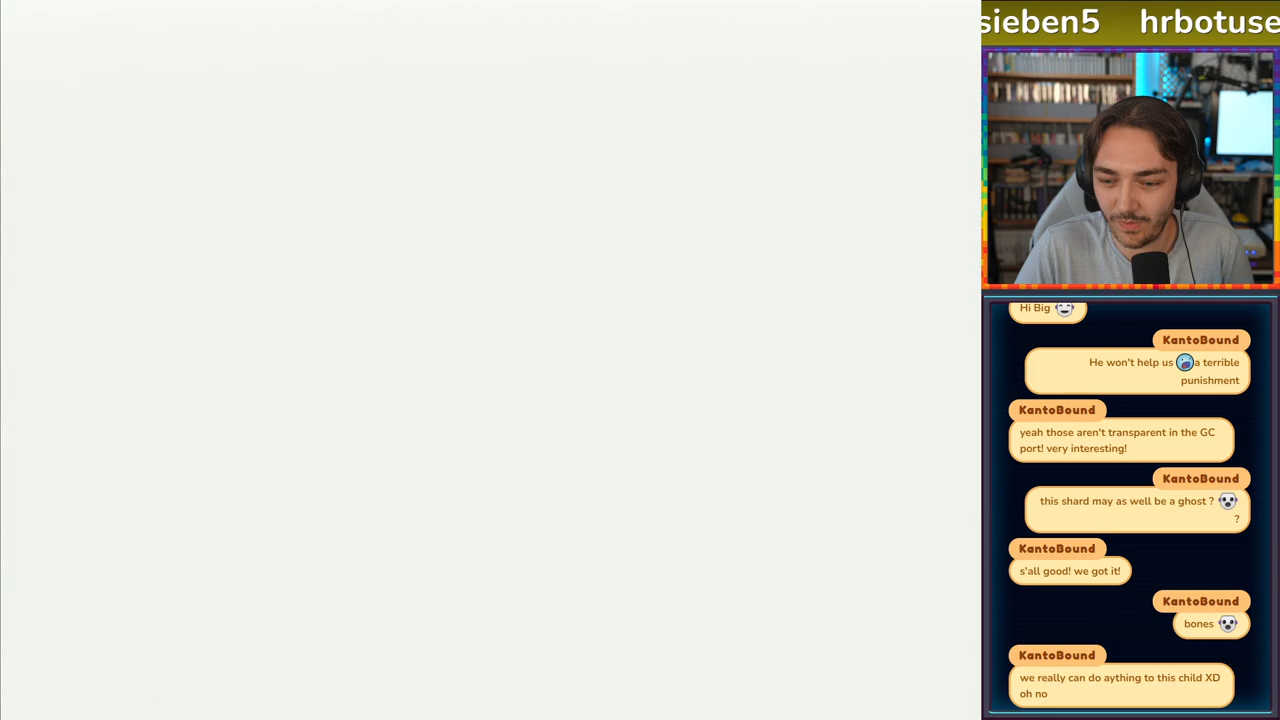 sieben5 hrbotuse
Hi Big
KantoBound
He won't help us a terrible
punishment
KantoBound
yeah those aren't transparent in the GC
port! very interesting!
KantoBound
this shard may as well be a ghost ?
?
KantoBound
s'all good! we got it!
KantoBound
bones
KantoBound
we really can do aything to this child XD
oh no